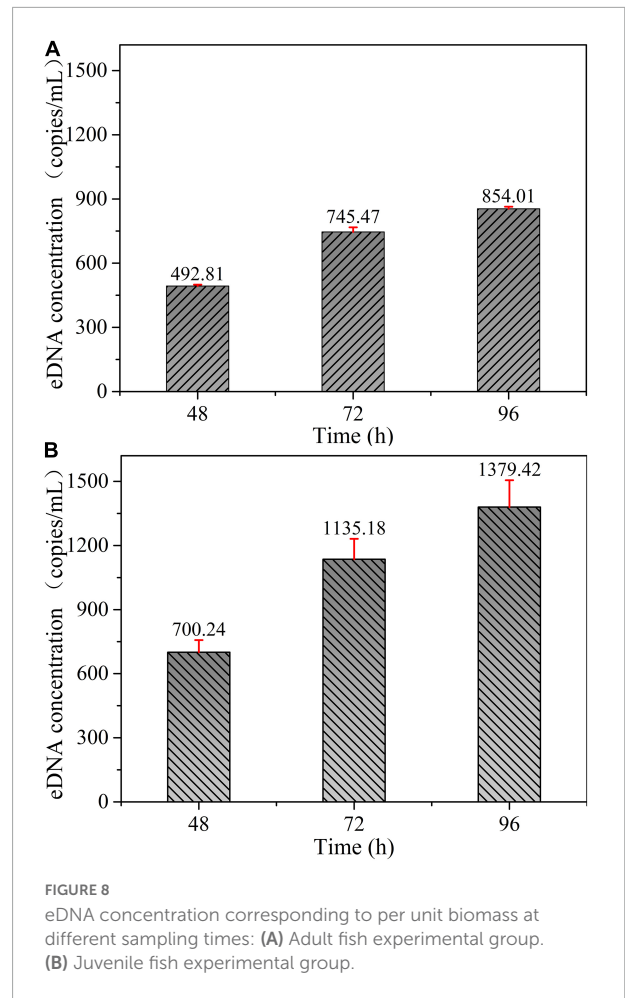 A
eDNA concentration （copies/mL）
1500
1200
900
600
300
0
492.81
745.47
854.01
48
72
96
Time (h)
B
eDNA concentration （copies/mL）
1500
1200
900
600
300
0
700.24
1135.18
1379.42
48
72
96
Time (h)
FIGURE 8
eDNA concentration corresponding to per unit biomass at
different sampling times: (A) Adult fish experimental group.
(B) Juvenile fish experimental group.